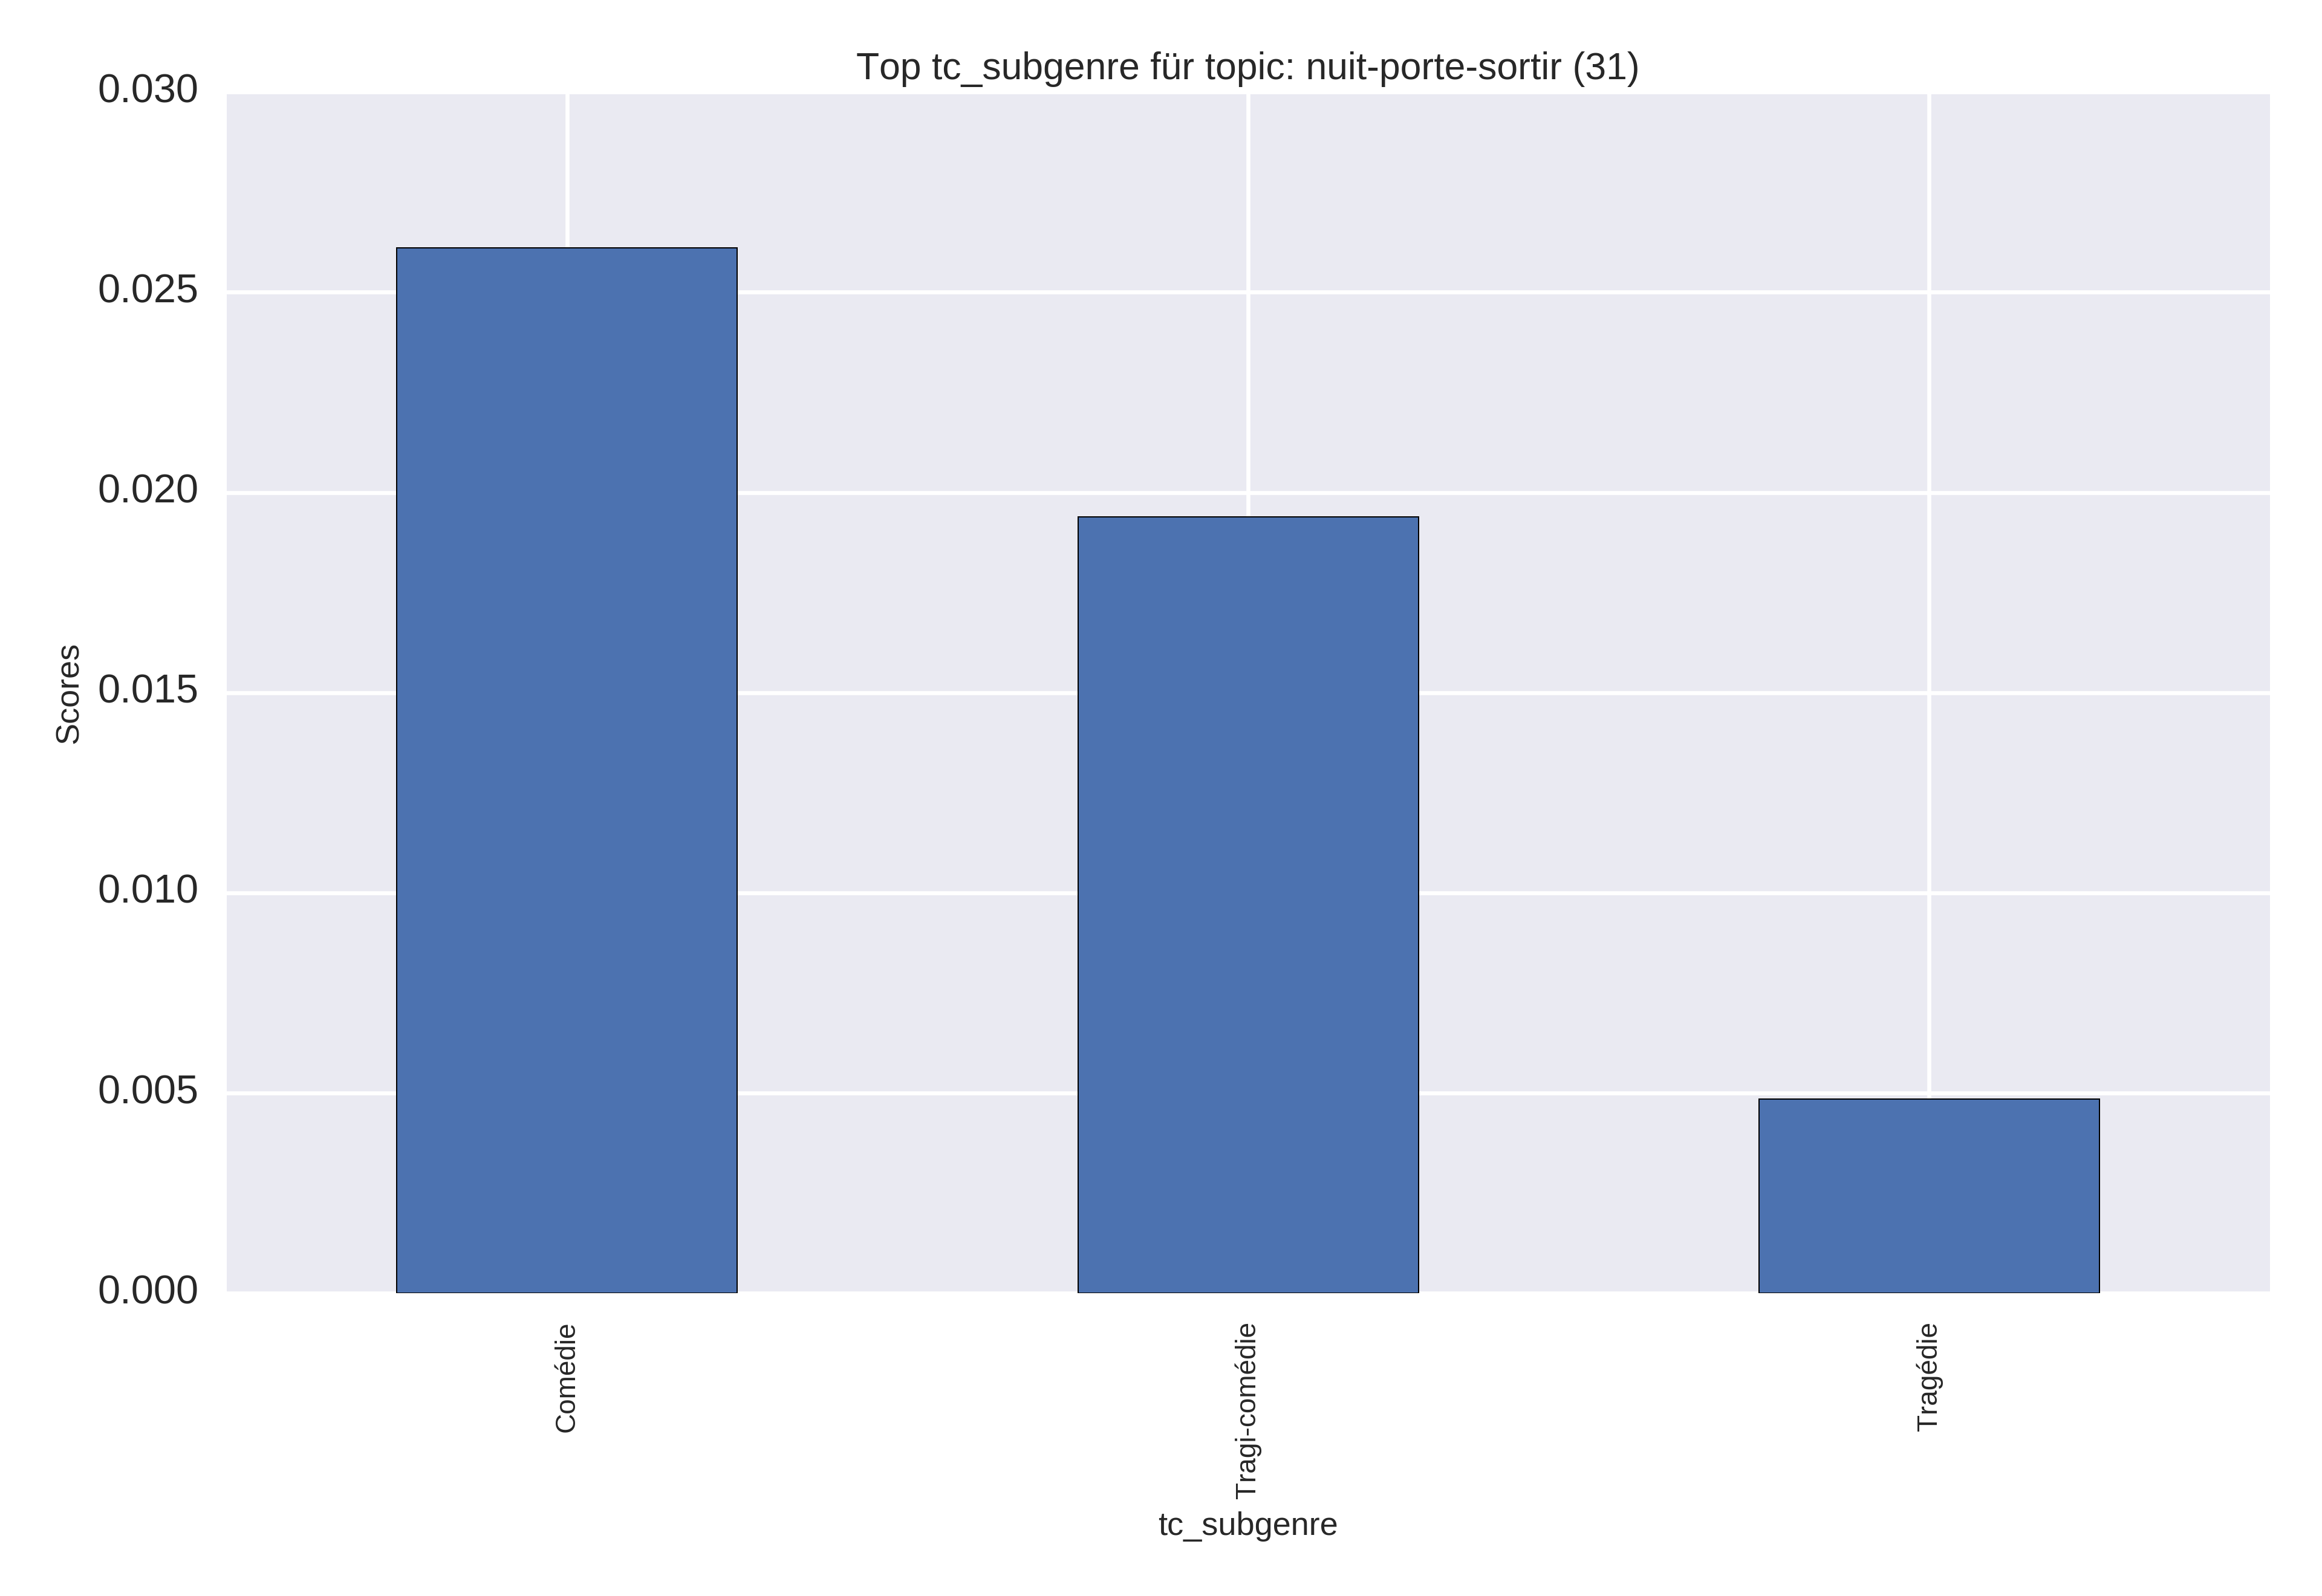 Top tc_subgenre für topic: nuit-porte-sortir (31)
0.030
0.025
0.020
0.015
0.010
0.005
0.000
Scores
Comédie
Tragi-comédie
Tragédie
tc_subgenre